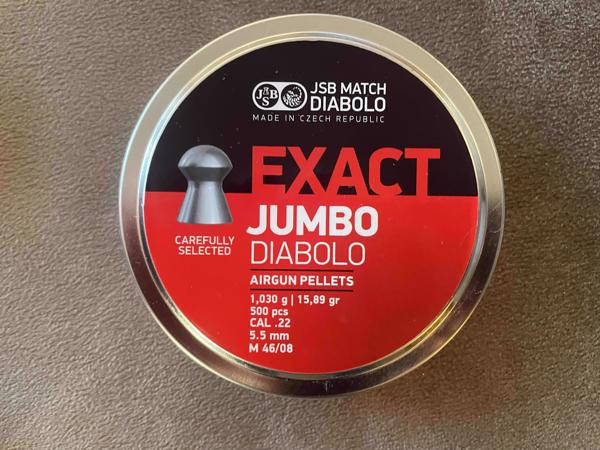 JSB
JSB MATCH
DIABOLO
MADE IN CZECH REPUBLIC
EXACT
JUMBO
DIABOLO
CAREFULLY
SELECTED
AIRGUN PELLETS
1,030 g | 15,89 gr
500 pcs
CAL .22
5.5 mm
M 46/08